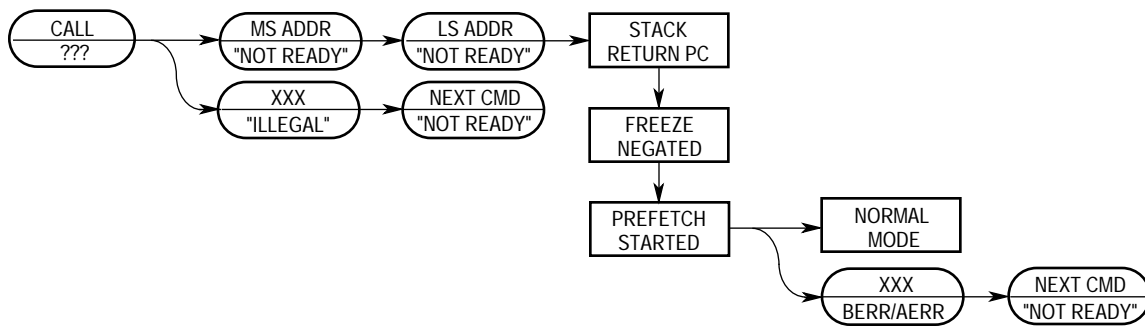 CALL
???
MS ADDR
"NOT READY"
LS ADDR
"NOT READY"
STACK
RETURN PC
XXX
"ILLEGAL"
NEXT CMD
"NOT READY"
FREEZE
NEGATED
PREFETCH
STARTED
NORMAL
MODE
XXX
BERR/AERR
NEXT CMD
"NOT READY"